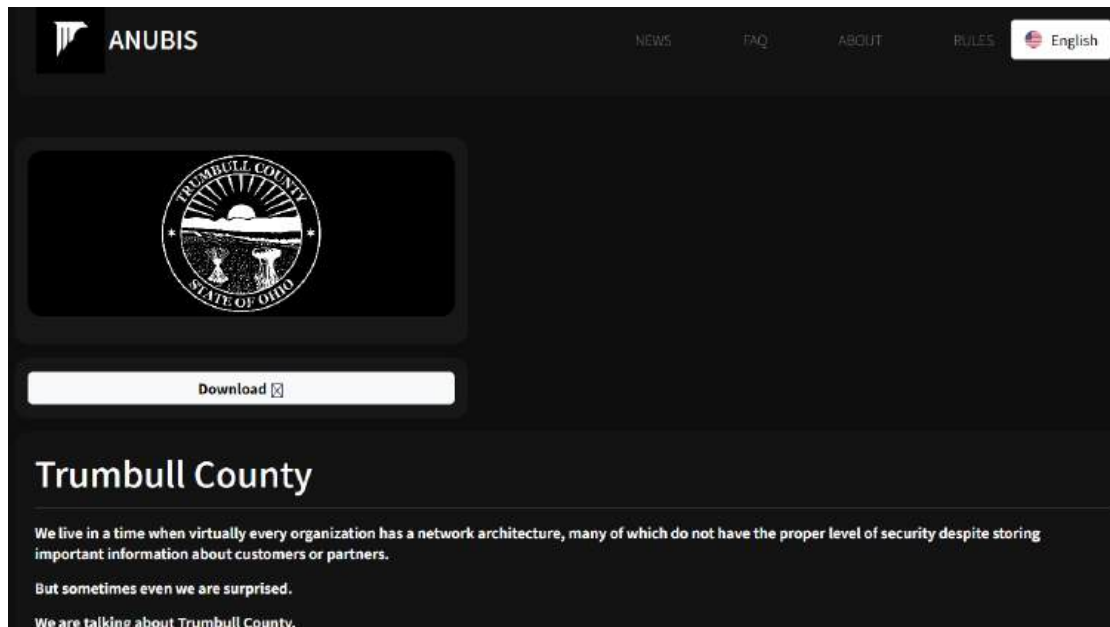 ANUBIS
NEWS
FAQ
ABOUT
RULES
English
TRUMBULL COUNTY
STATE OF OHIO
Download
Trumbull County
We live in a time when virtually every organization has a network architecture, many of which do not have the proper level of security despite storing
important information about customers or partners.
But sometimes even we are surprised.
We are talking about Trumbull County.